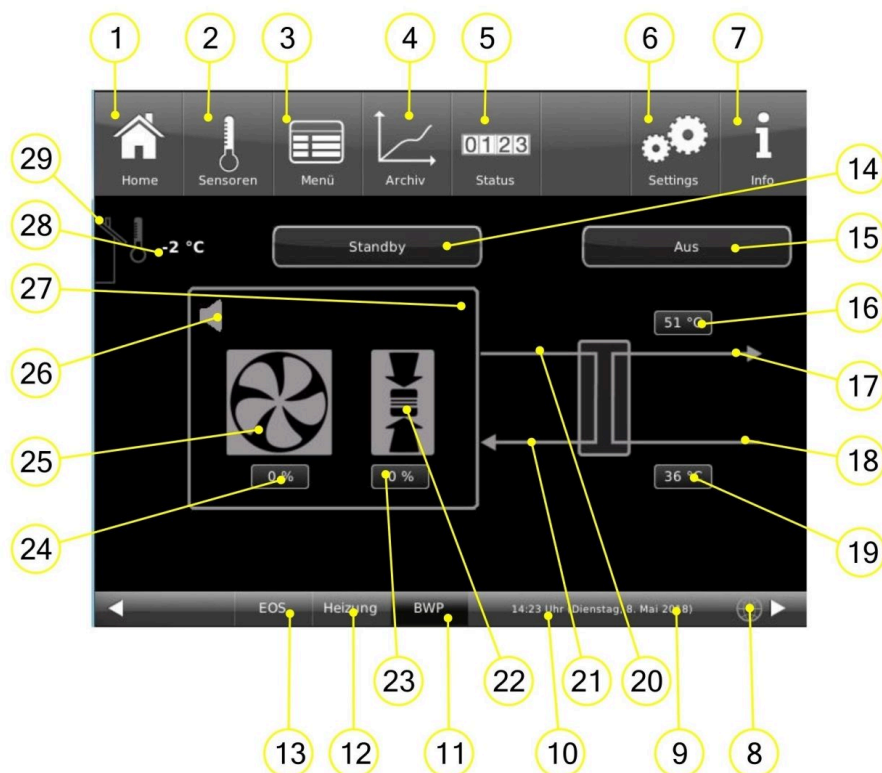 1 2 3 4 5 6 7
0123
Home Sensoren Menü Archiv Status Settings Info
29
14
28
-2 °C Standby Aus
15
27
16
51 °C
26
17
25
18
24
0 % 0 % 36 °C
19
EOS Heizung BWP 14:23 Uhr (Dienstag, 8. Mai 2018)
23 22 21 20
13 12 11 10 9 8